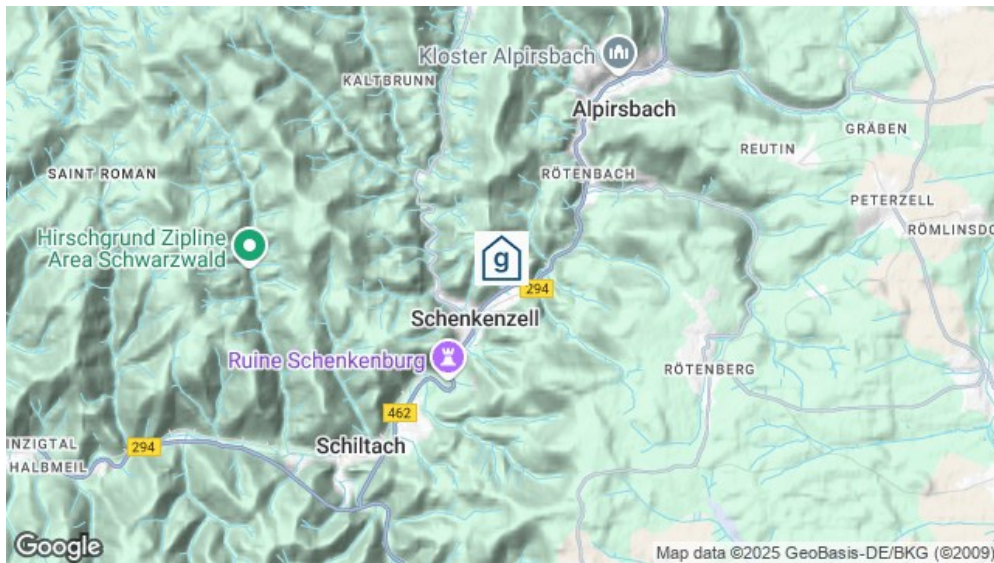 Kloster Alpirsbach
KALTBRUNN
Alpirsbach
GRÄBEN
REUTIN
SAINT ROMAN
RÖTENBACH
PETERZELL
RÖMLINSDO
Hirschgrund Zipline
Area Schwarzwald
g
294
Schenkenzell
Ruine Schenkenburg
RÖTENBERG
462
Schiltach
INZIGTAL
HALBMEIL
294
Google
Map data ©2025 GeoBasis-DE/BKG (©2009)